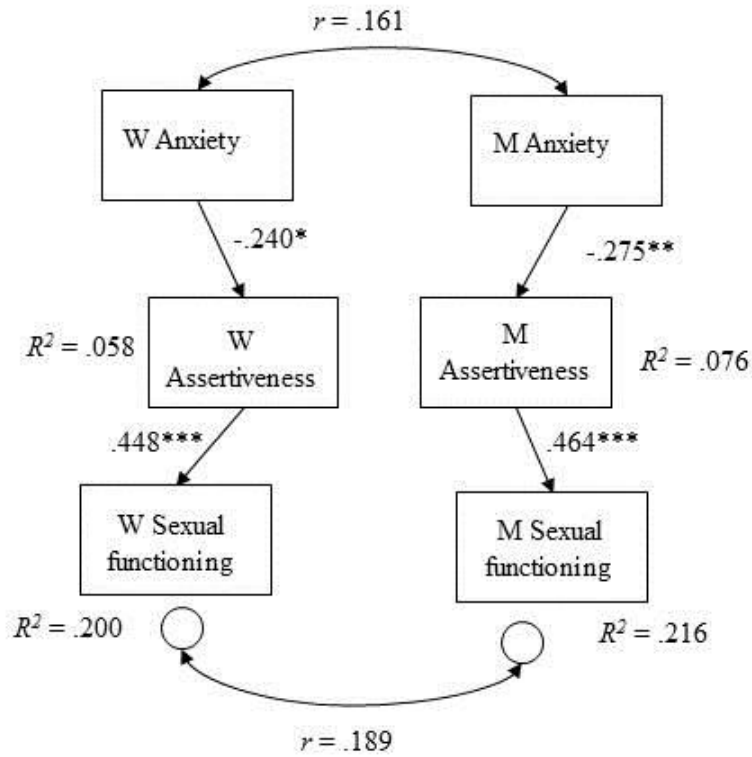 r = .161
W Anxiety
M Anxiety
-.240*
-.275**
R² = .058
W
Assertiveness
M
Assertiveness
R² = .076
.448***
.464***
W Sexual
functioning
M Sexual
functioning
R² = .200
R² = .216
r = .189